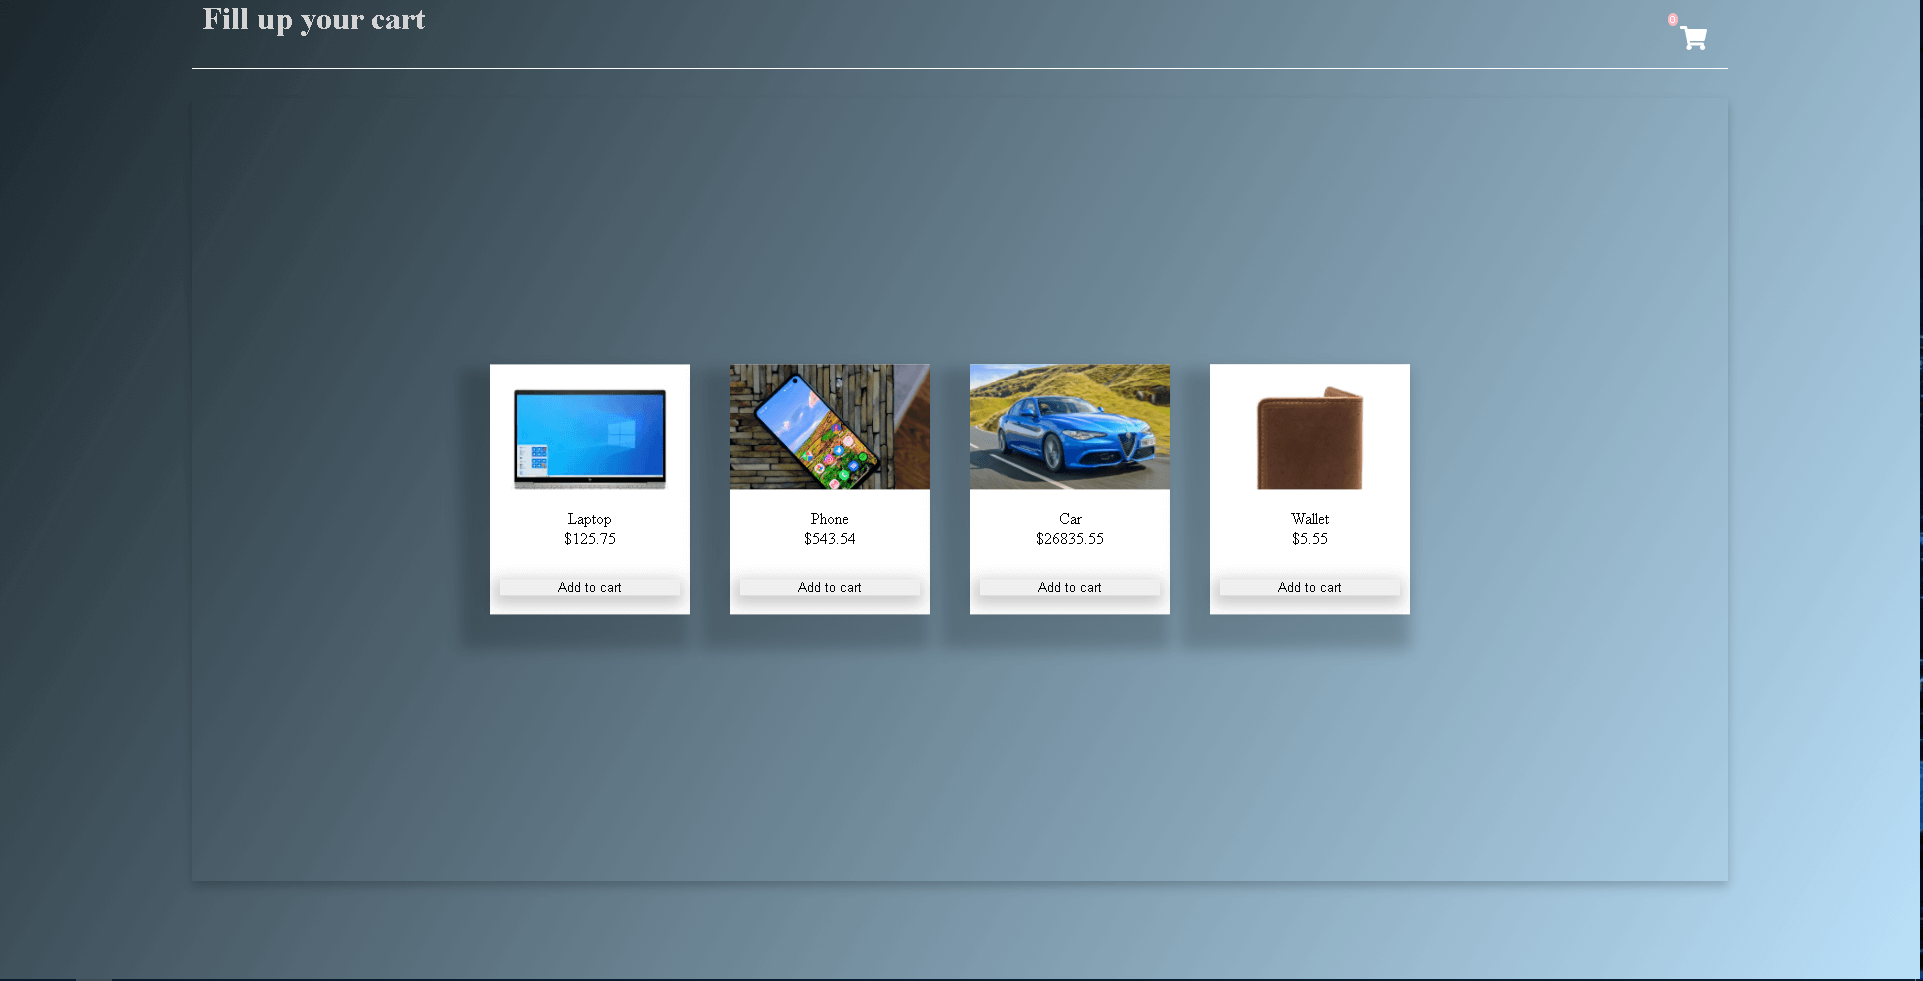 Fill up your cart
0
Laptop
$125.75
Add to cart
Phone
$543.54
Add to cart
Car
$26835.55
Add to cart
Wallet
$5.55
Add to cart